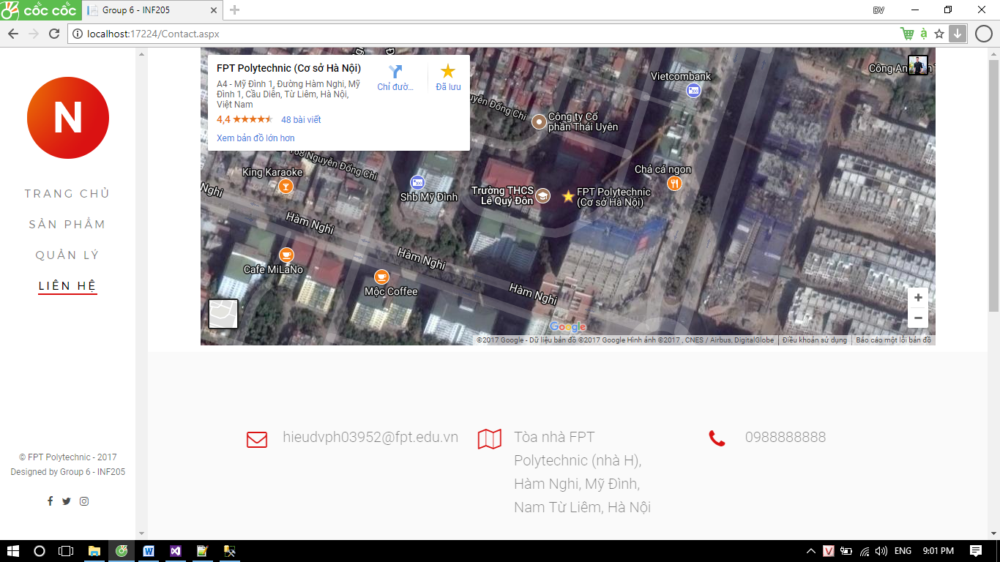 cốc cốc
Group 6 - INF205
DV
localhost:17224/Contact.aspx
N
TRANG CHỦ
SẢN PHẨM
QUẢN LÝ
LIÊN HỆ
© FPT Polytechnic - 2017
Designed by Group 6 - INF205
FPT Polytechnic (Cơ sở Hà Nội)
A4 - Mỹ Đình 1, Đường Hàm Nghi, Mỹ
Đình 1, Cầu Diễn, Từ Liêm, Hà Nội,
Việt Nam
4,4
48 bài viết
Xem bản đồ lớn hơn
Chỉ đườ...
Đã lưu
Vietcombank
Công An
Nguyễn Đổng Chi
Công ty Cổ
phần Thái Uyên
168 Nguyễn Đổng Chi
King Karaoke
Chả cá ngon
Nghi
Shb Mỹ Đình
Trường THCS
Lê Quý Đôn
FPT Polytechnic
(Cơ sở Hà Nội)
Hàm Nghi
Hàm Nghi
Cafe MiLaNo
Mộc Coffee
Hàm Nghi
+
−
Google
©2017 Google - Dữ liệu bản đồ ©2017 Google Hình ảnh ©2017 , CNES / Airbus, DigitalGlobe
Điều khoản sử dụng
Báo cáo một lỗi bản đồ
hieudvph03952@fpt.edu.vn
Tòa nhà FPT
Polytechnic (nhà H),
Hàm Nghi, Mỹ Đình,
Nam Từ Liêm, Hà Nội
0988888888
ENG
9:01 PM